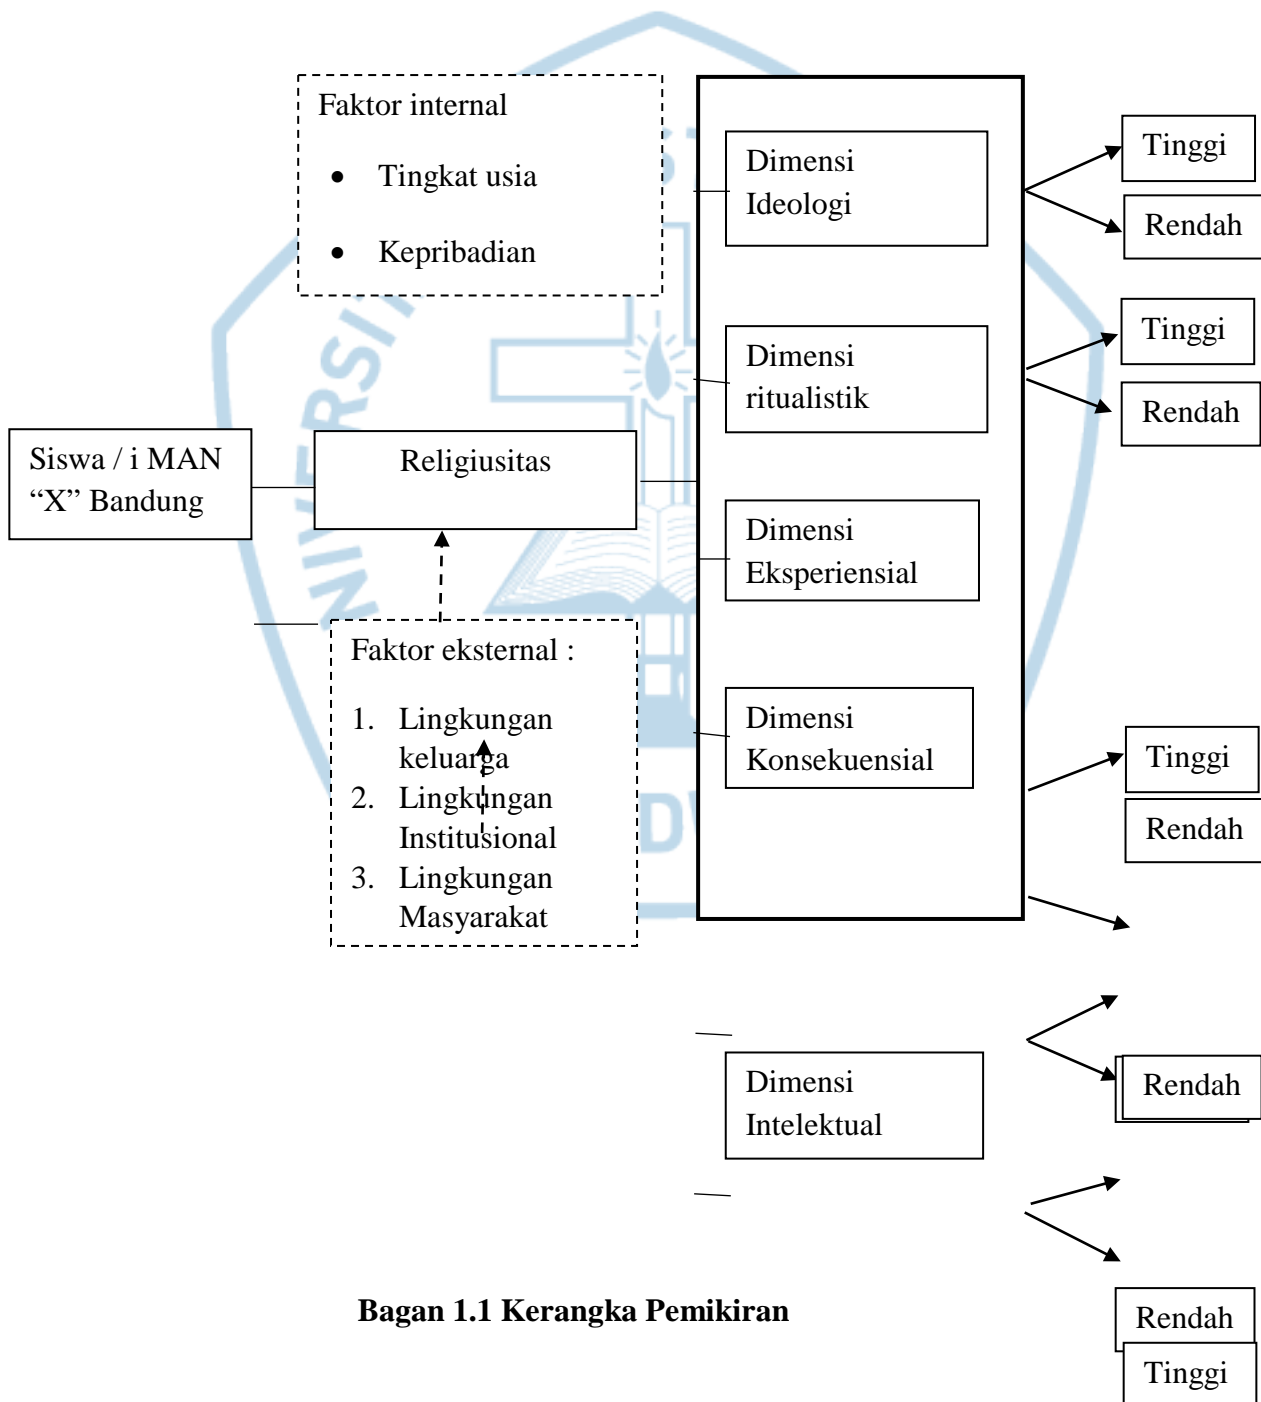 Faktor internal
• Tingkat usia
• Kepribadian
Dimensi
Ideologi
Tinggi
Rendah
Dimensi
ritualistik
Tinggi
Rendah
Siswa / i MAN
“X” Bandung
Religiusitas
Dimensi
Eksperiensial
Faktor eksternal :
1. Lingkungan
keluarga
2. Lingkungan
Institusional
3. Lingkungan
Masyarakat
Dimensi
Konsekuensial
Tinggi
Rendah
Dimensi
Intelektual
Rendah
Bagan 1.1 Kerangka Pemikiran
Rendah
Tinggi